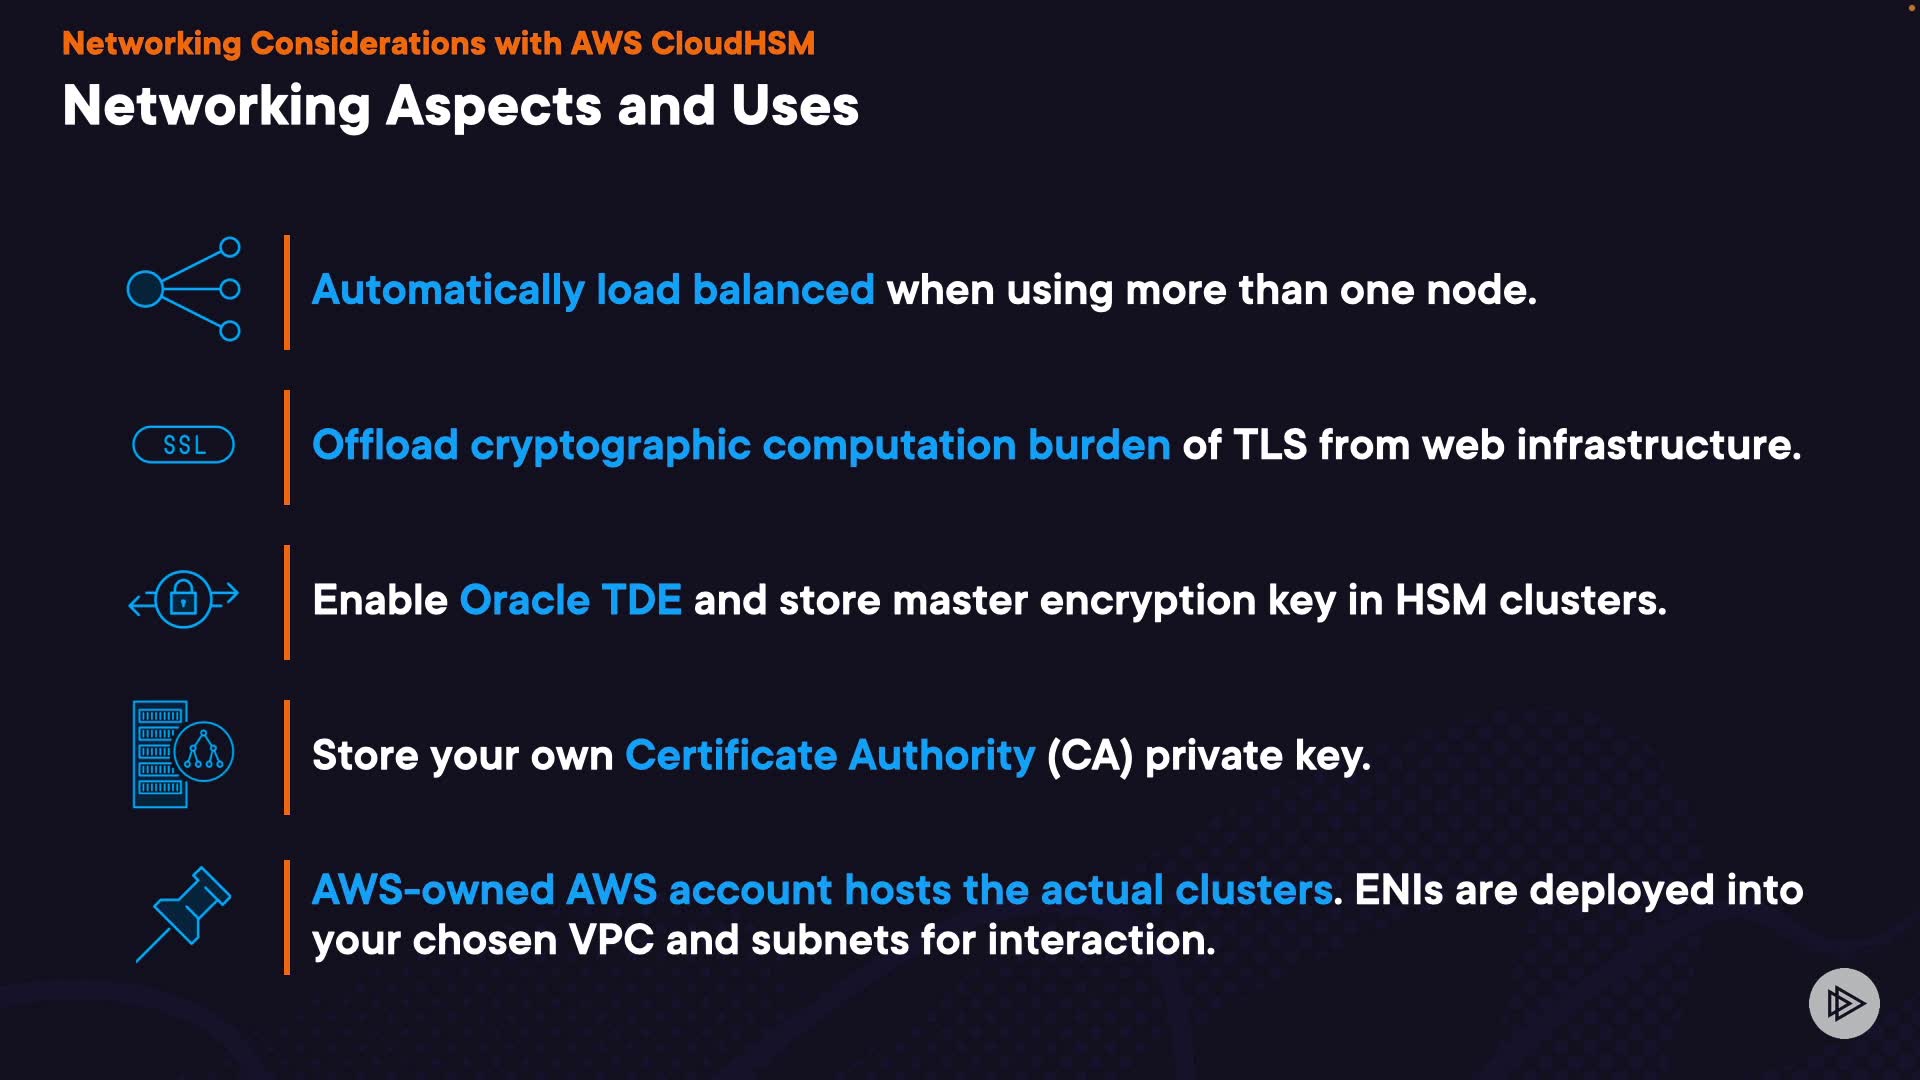 Networking Considerations with AWS CloudHSM
Networking Aspects and Uses
Automatically load balanced when using more than one node.
SSL
Offload cryptographic computation burden of TLS from web infrastructure.
Enable Oracle TDE and store master encryption key in HSM clusters.
Store your own Certificate Authority (CA) private key.
AWS-owned AWS account hosts the actual clusters. ENIs are deployed into
your chosen VPC and subnets for interaction.